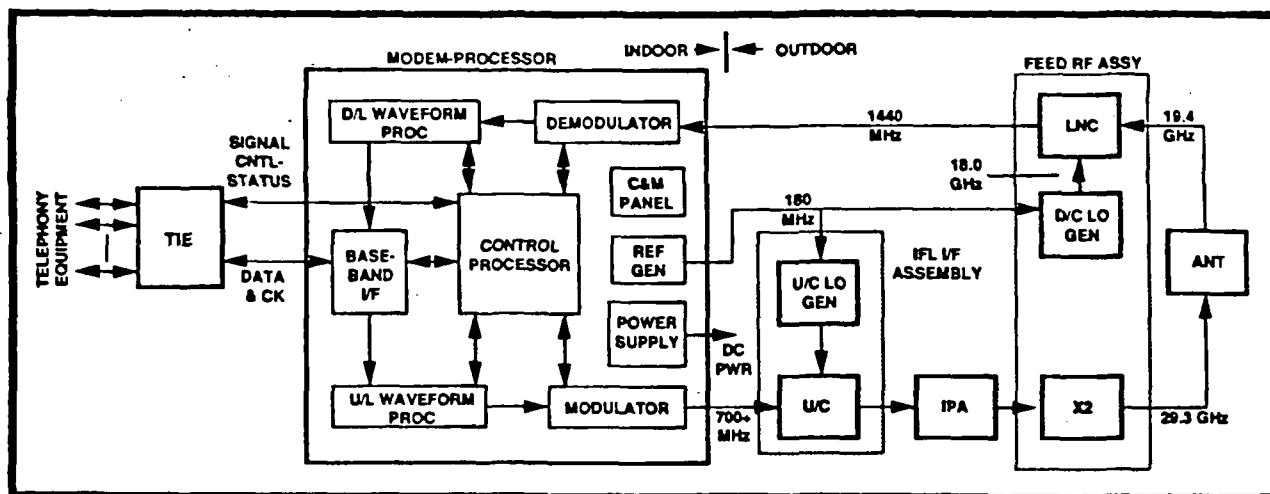 INDOOR
OUTDOOR
MODEM-PROCESSOR
FEED RF ASSY
D/L WAVEFORM
PROC
DEMODULATOR
1440
MHz
LNC
19.4
GHz
SIGNAL
CNTL-
STATUS
18.0
GHz
C&M
PANEL
TELEPHONY
EQUIPMENT
TIE
180
MHz
D/C LO
GEN
BASE-
BAND
I/F
CONTROL
PROCESSOR
REF
GEN
IFL I/F
ASSEMBLY
ANT
DATA
& CK
U/C LO
GEN
POWER
SUPPLY
DC
PWR
U/L WAVEFORM
PROC
MODULATOR
700+
MHz
U/C
IPA
X2
29.3 GHz